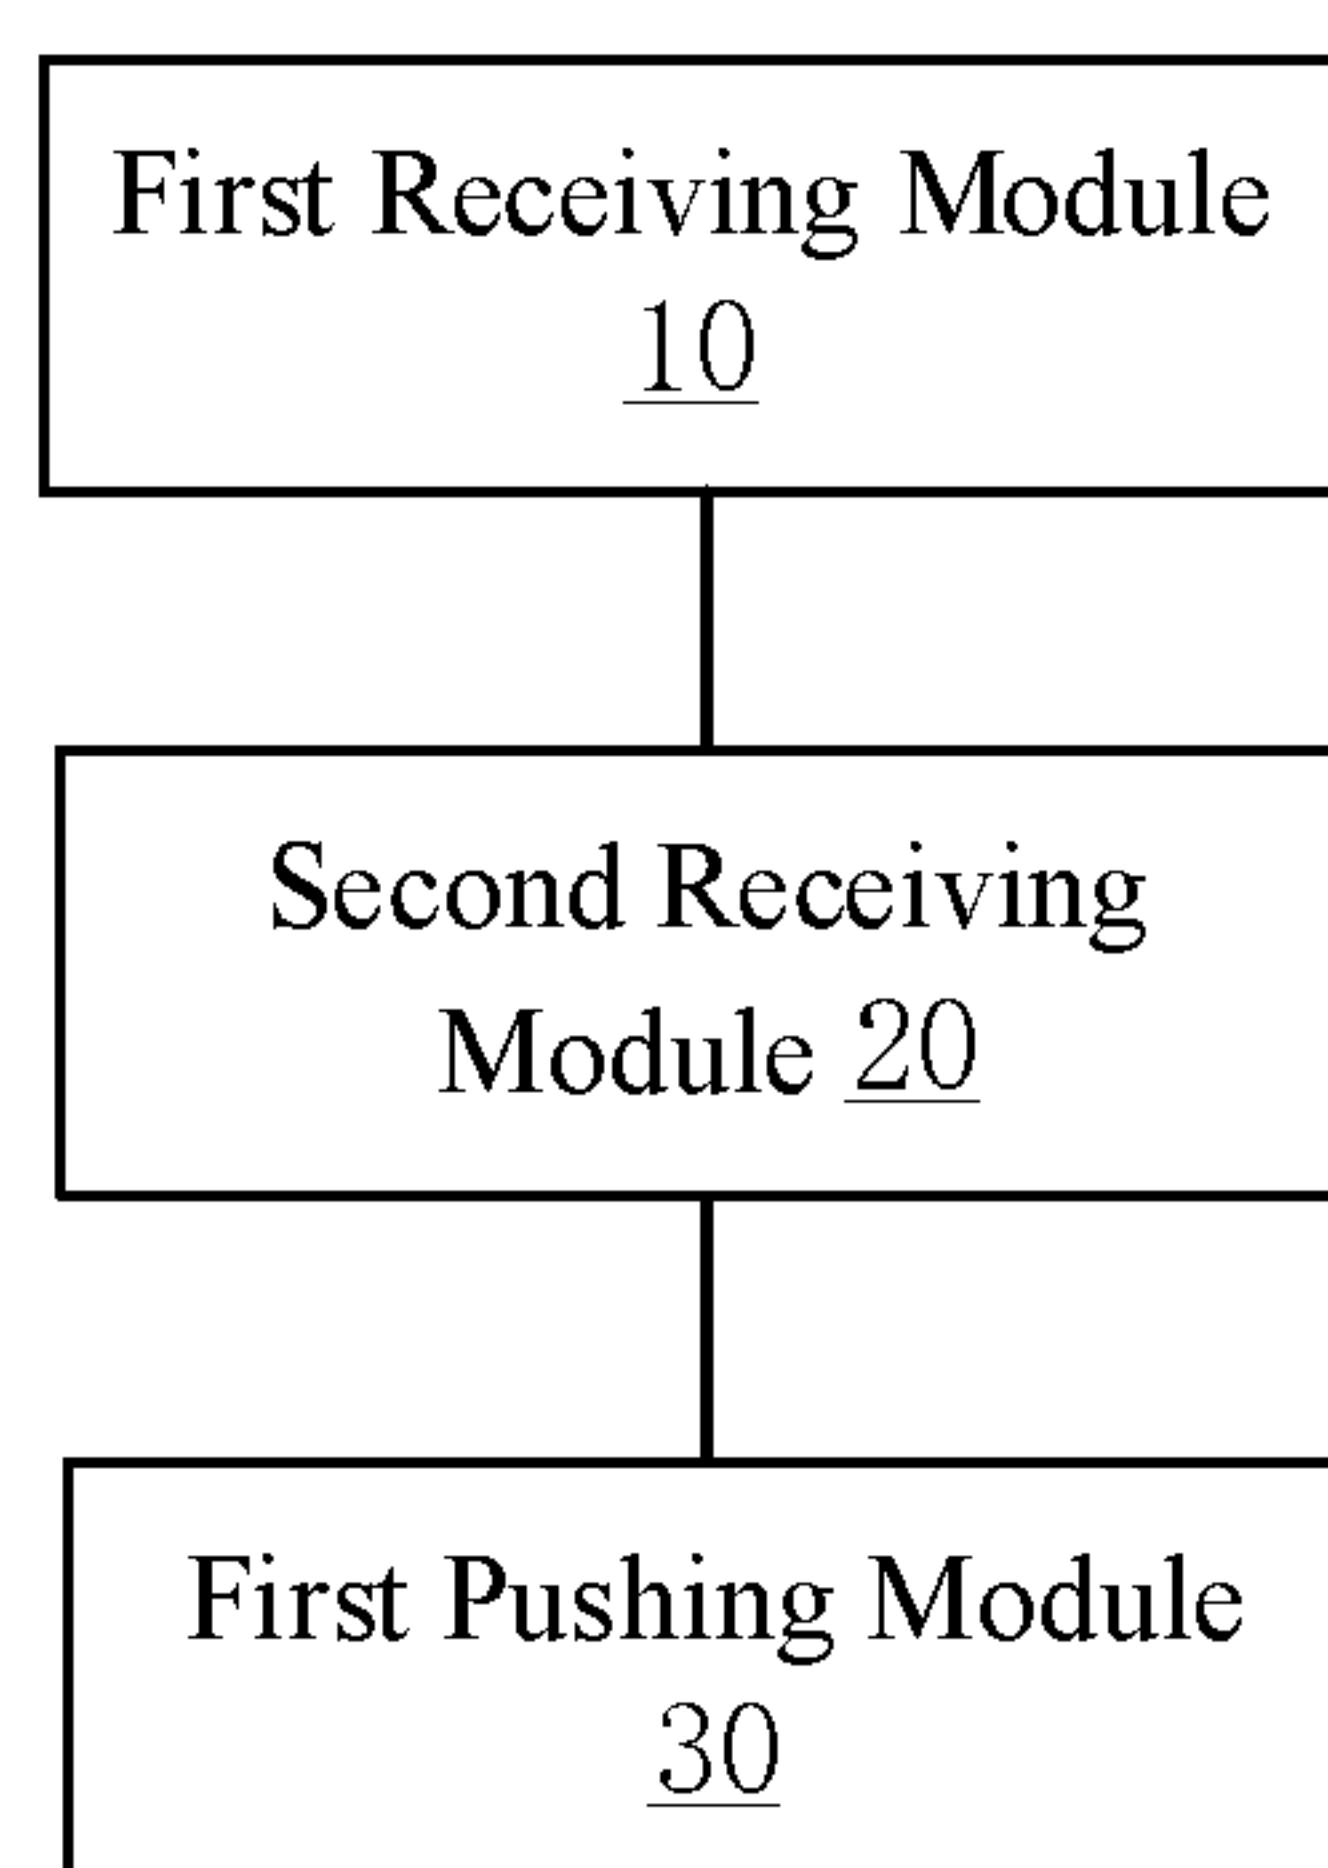 First Receiving Module
10
Second Receiving
Module 20
First Pushing Module
30